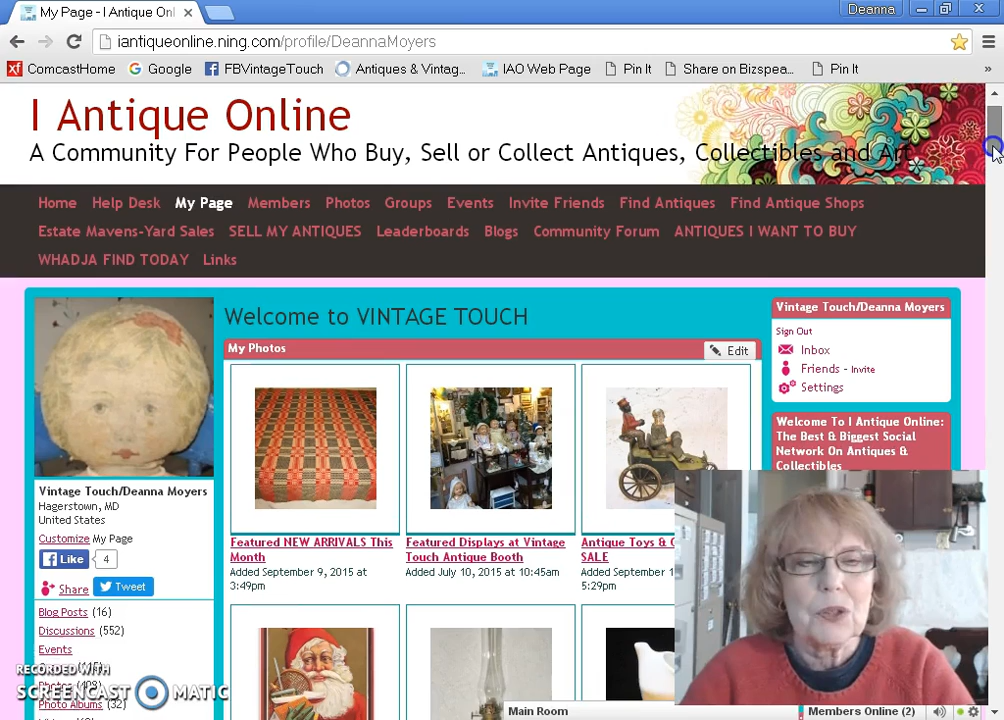 My Page - I Antique Onl
Deanna
iantiqueonline.ning.com/profile/DeannaMoyers
ComcastHome
Google
FBVintageTouch
Antiques & Vintag...
IAO Web Page
Pin It
Share on Bizspea...
Pin It
»
I Antique Online
A Community For People Who Buy, Sell or Collect Antiques, Collectibles and Art.
Home Help Desk My Page Members Photos Groups Events Invite Friends Find Antiques Find Antique Shops
Estate Mavens-Yard Sales SELL MY ANTIQUES Leaderboards Blogs Community Forum ANTIQUES I WANT TO BUY
WHADJA FIND TODAY Links
Welcome to VINTAGE TOUCH
My Photos
Edit
Featured NEW ARRIVALS This
Month
Added September 9, 2015 at
3:49pm
Featured Displays at Vintage
Touch Antique Booth
Added July 10, 2015 at 10:45am
Antique Toys & 
SALE
Added September 1
5:29pm
Vintage Touch/Deanna Moyers
Hagerstown, MD
United States
Customize My Page
Like 4
Share
Tweet
Blog Posts (16)
Discussions (552)
Events
Photo Albums (32)
Vintage Touch/Deanna Moyers
Sign Out
Inbox
Friends - Invite
Settings
Welcome To I Antique Online:
The Best & Biggest Social
Network On Antiques &
Collectibles
RECORDED WITH
SCREENCAST MATIC
Main Room
Members Online (2)